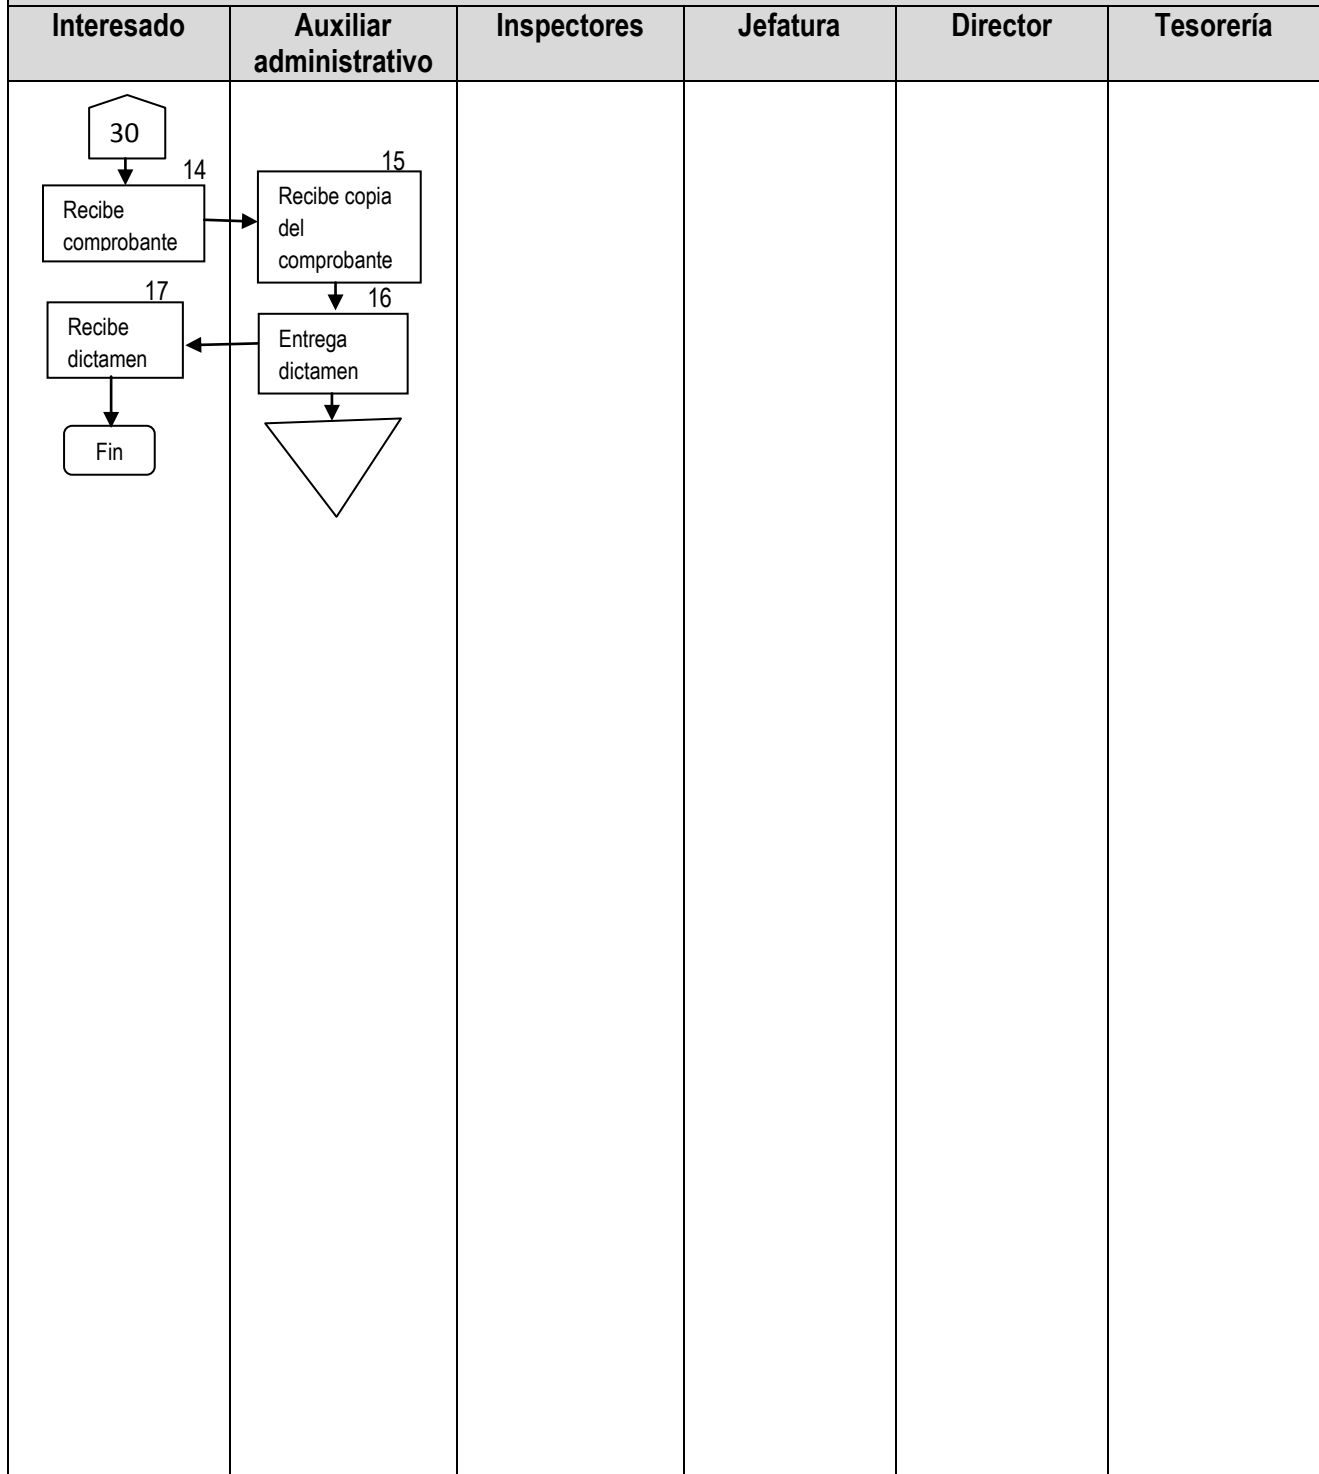 Interesado
Auxiliar
administrativo
Inspectores
Jefatura
Director
Tesorería
30
14
Recibe
comprobante
15
Recibe copia
del
comprobante
16
Entrega
dictamen
17
Recibe
dictamen
Fin